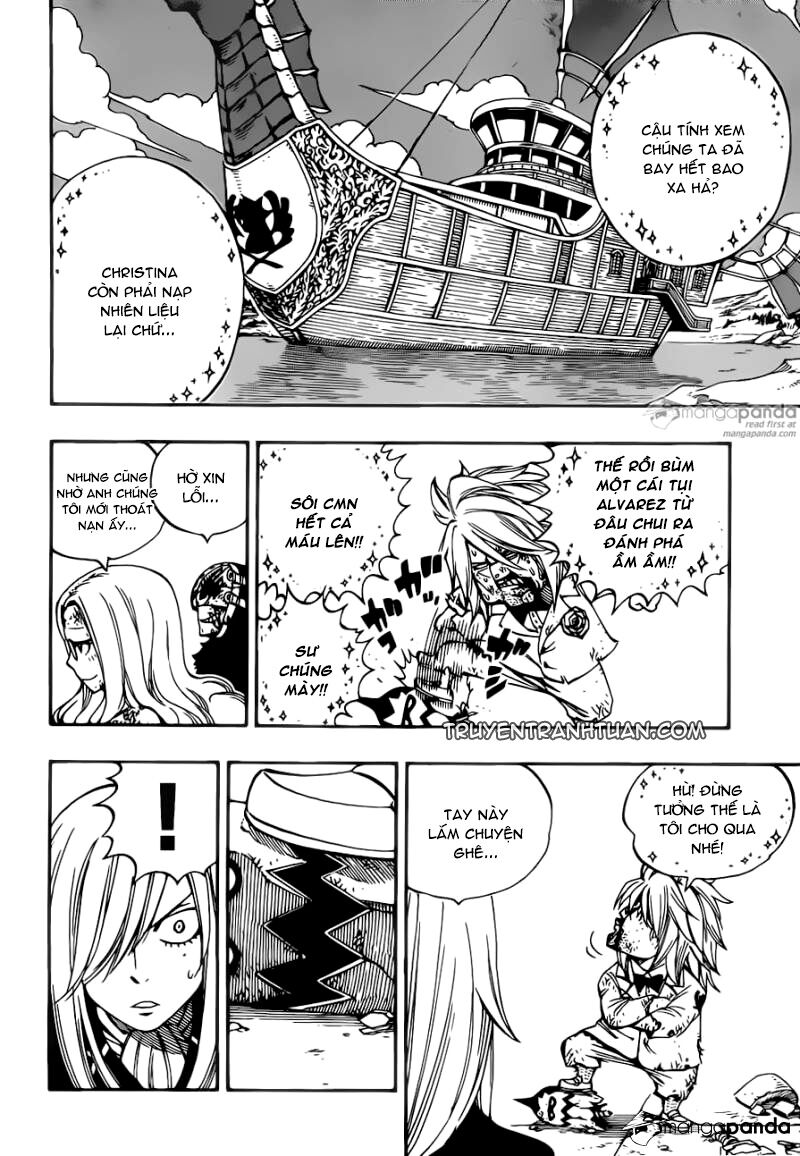 CẬU TÍNH XEM
CHÚNG TA ĐÃ
BAY HẾT BAO
XA HẢ?
CHRISTINA
CÒN PHẢI NẠP
NHIÊN LIỆU
LẠI CHỨ...
mangapanda
read first at
mangapanda.com
THẾ RỒI BÙM
MỘT CÁI TỤI
ALVAREZ TỪ
ĐÂU CHUI RA
ĐÁNH PHÁ
ẦM ẦM!!
SÔI CMN
HẾT CẢ
MÁU LÊN!!
SƯ
CHÚNG
MÀY!!
HỜ XIN
LỖI...
NHƯNG CŨNG
NHỜ ANH CHÚNG
TÔI MỚI THOÁT
NẠN ẤY...
TRUYENTRANHTUAN.COM
HỪ! ĐỪNG
TƯỞNG THẾ LÀ
TÔI CHO QUA
NHÉ!
TAY NÀY
LẮM CHUYỆN
GHÊ...
!
mangapanda